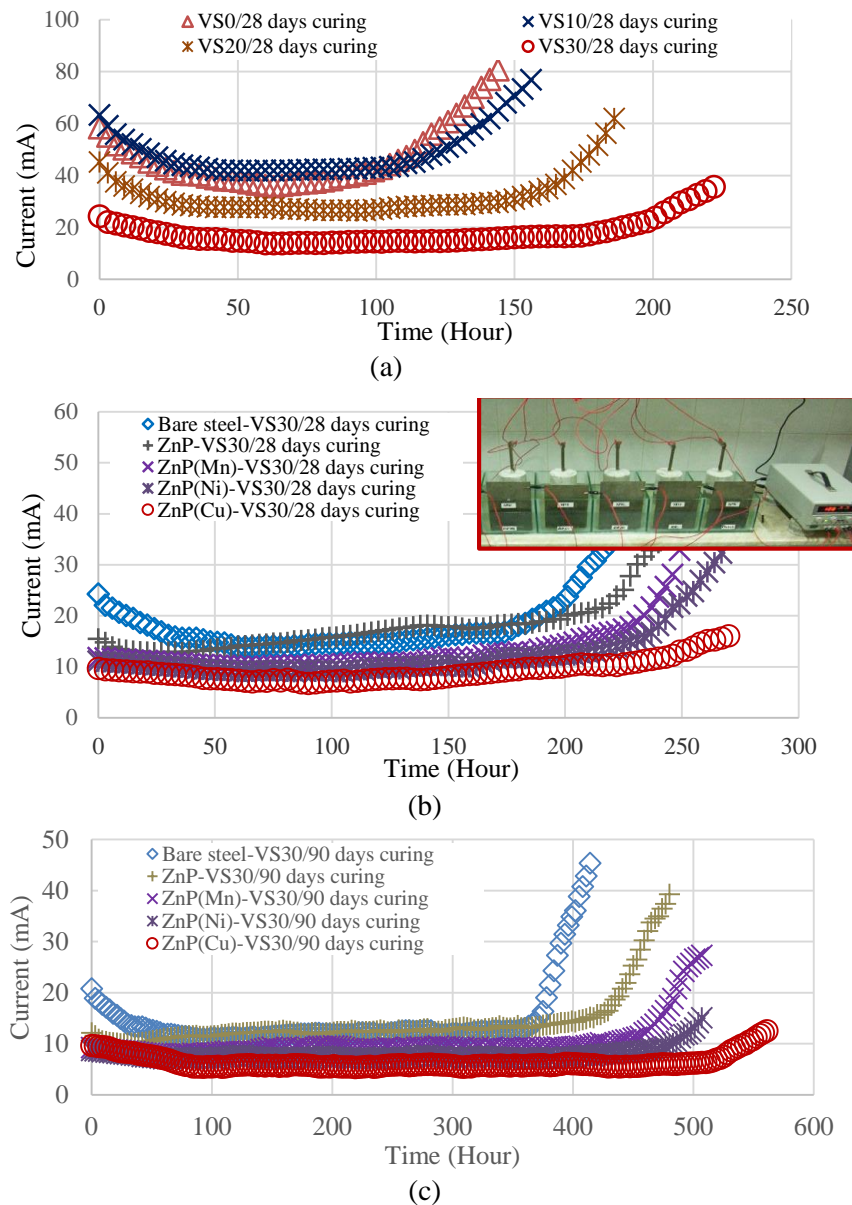 VS0/28 days curing VS10/28 days curing
VS20/28 days curing VS30/28 days curing
100
80
60
40
20
0
Current (mA)
0 50 100 150 200 250
Time (Hour)
(a)
60
50
40
30
20
10
0
Current (mA)
Bare steel-VS30/28 days curing
ZnP-VS30/28 days curing
ZnP(Mn)-VS30/28 days curing
ZnP(Ni)-VS30/28 days curing
ZnP(Cu)-VS30/28 days curing
0 50 100 150 200 250 300
Time (Hour)
(b)
50
40
30
20
10
0
Current (mA)
Bare steel-VS30/90 days curing
ZnP-VS30/90 days curing
ZnP(Mn)-VS30/90 days curing
ZnP(Ni)-VS30/90 days curing
ZnP(Cu)-VS30/90 days curing
0 100 200 300 400 500 600
Time (Hour)
(c)